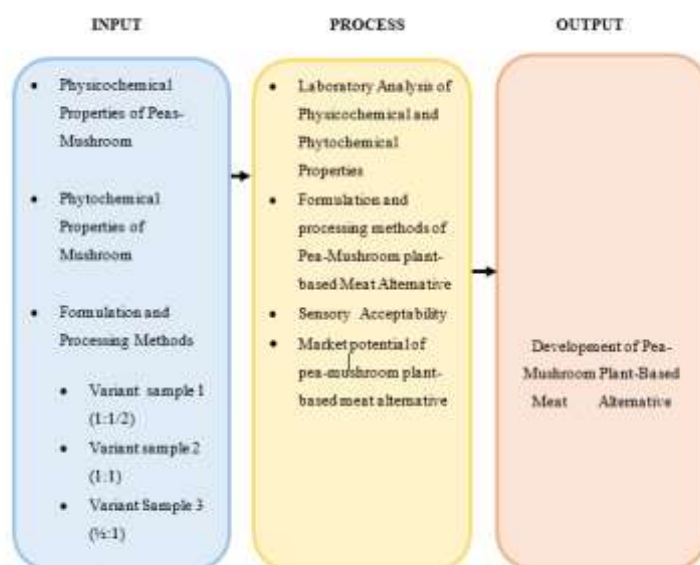 INPUT
PROCESS
OUTPUT
Physicochemical
Properties of Peas-
Mushroom
Phytochemical
Properties of
Mushroom
Formulation and
Processing Methods
Variant sample 1
(1:1/2)
Variant sample 2
(1:1)
Variant Sample 3
(½:1)
Laboratory Analysis of
Physicochemical and
Phytochemical
Properties
Formulation and
processing methods of
Pea-Mushroom plant-
based Meat Alternative
Sensory Acceptability
Market potential of
pea-mushroom plant-
based meat alternative
Development of Pea-
Mushroom Plant-Based
Meat Alternative